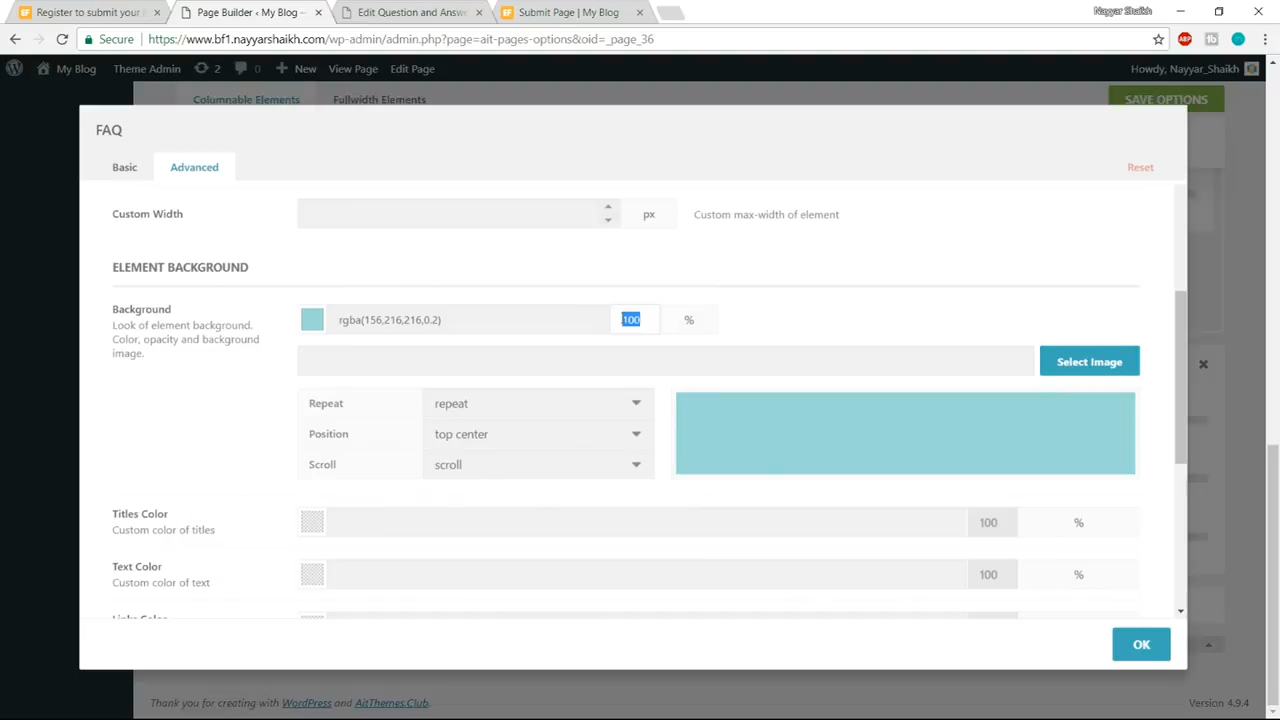 Register to submit your i
Page Builder ‹ My Blog –
Edit Question and Answe
Submit Page | My Blog
Nayyar Shaikh
Secure
https://www.bf1.nayyarshaikh.com/wp-admin/admin.php?page=ait-pages-options&oid=_page_36
ABP
My Blog
Theme Admin
2
0
New
View Page
Edit Page
Howdy, Nayyar_Shaikh
Columnable Elements
Fullwidth Elements
SAVE OPTIONS
FAQ
Basic
Advanced
Reset
Custom Width
px
Custom max-width of element
ELEMENT BACKGROUND
Background
Look of element background.
Color, opacity and background
image.
rgba(156,216,216,0.2)
100
%
Select Image
Repeat
repeat
Position
top center
Scroll
scroll
Titles Color
Custom color of titles
100
%
Text Color
Custom color of text
100
%
Links Color
OK
Thank you for creating with WordPress and AitThemes.Club.
Version 4.9.4